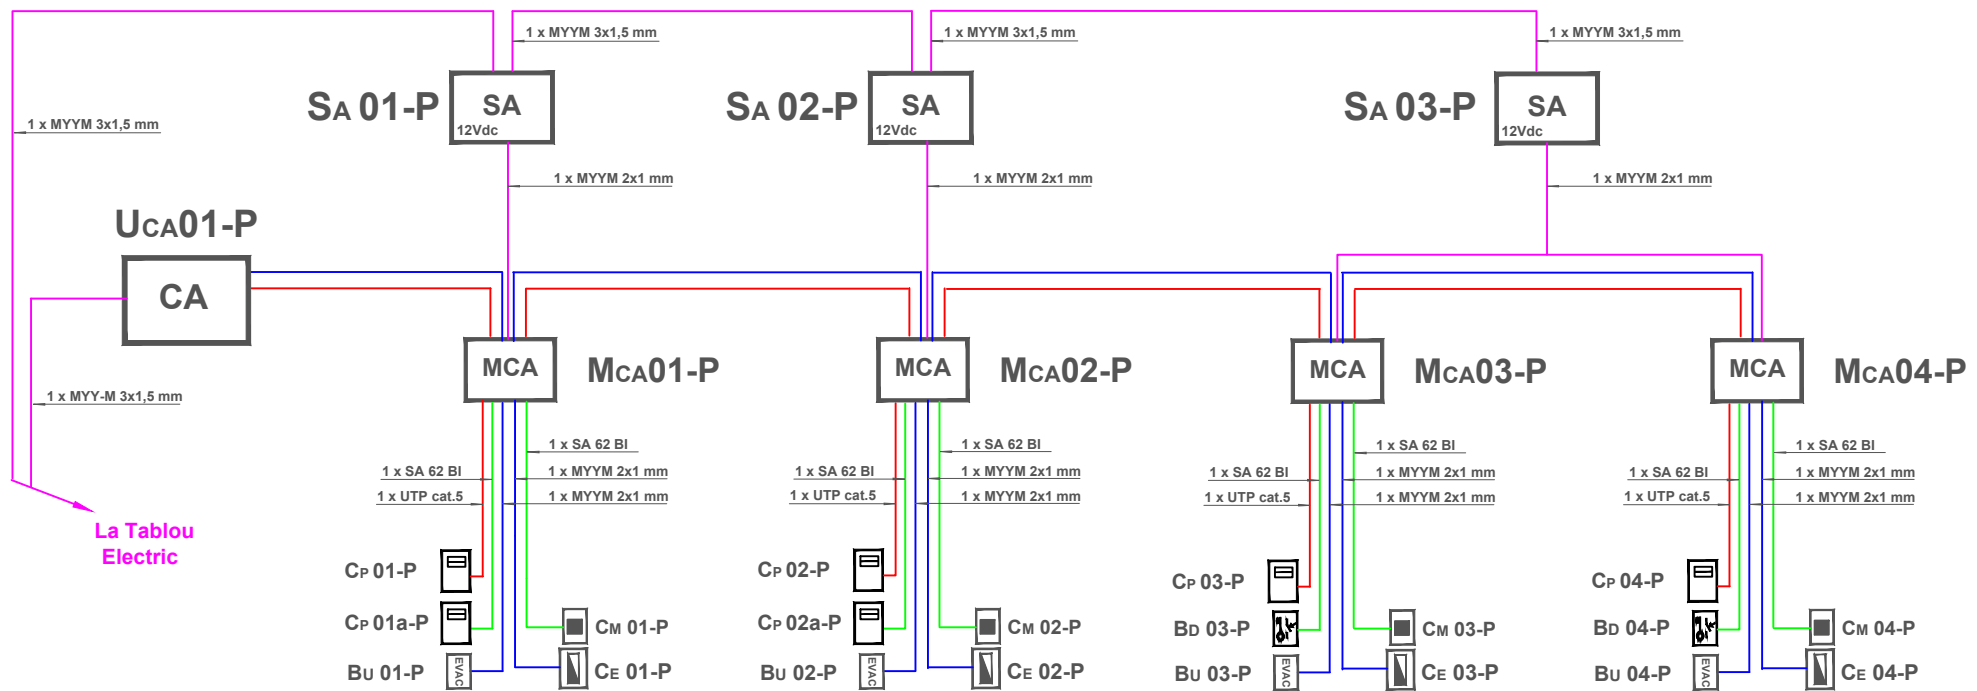 1 x MYYM 3x1,5 mm
1 x MYYM 3x1,5 mm
1 x MYYM 3x1,5 mm
SA 01-P
SA
12Vdc
SA 02-P
SA
12Vdc
SA 03-P
SA
12Vdc
1 x MYYM 3x1,5 mm
1 x MYYM 2x1 mm
1 x MYYM 2x1 mm
1 x MYYM 2x1 mm
UCA01-P
CA
MCA
MCA01-P
MCA
MCA02-P
MCA
MCA03-P
MCA
MCA04-P
1 x MYY-M 3x1,5 mm
1 x SA 62 BI
1 x SA 62 BI
1 x SA 62 BI
1 x SA 62 BI
1 x SA 62 BI
1 x MYYM 2x1 mm
1 x SA 62 BI
1 x MYYM 2x1 mm
1 x SA 62 BI
1 x MYYM 2x1 mm
1 x SA 62 BI
1 x MYYM 2x1 mm
1 x UTP cat.5
1 x MYYM 2x1 mm
1 x UTP cat.5
1 x MYYM 2x1 mm
1 x UTP cat.5
1 x MYYM 2x1 mm
1 x UTP cat.5
1 x MYYM 2x1 mm
La Tablou
Electric
CP 01-P
CP 02-P
CP 03-P
CP 04-P
CP 01a-P
CM 01-P
CP 02a-P
CM 02-P
BD 03-P
CM 03-P
BD 04-P
CM 04-P
BU 01-P
EVAC
CE 01-P
BU 02-P
EVAC
CE 02-P
BU 03-P
EVAC
CE 03-P
BU 04-P
EVAC
CE 04-P